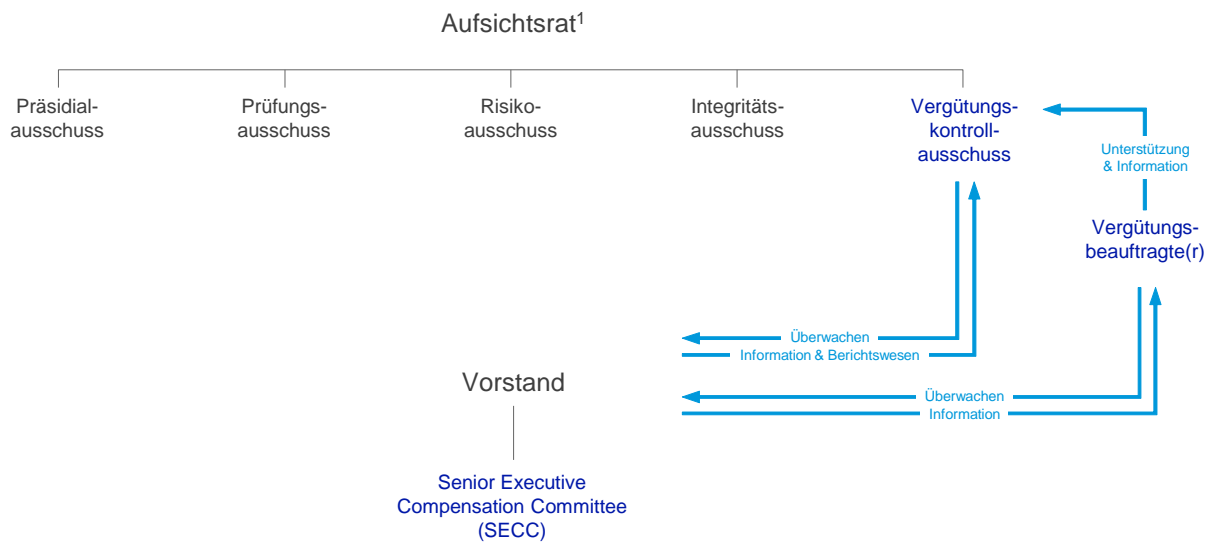 Aufsichtsrat¹
Präsidial-
ausschuss
Prüfungs-
ausschuss
Risiko-
ausschuss
Integritäts-
ausschuss
Vergütungs-
kontroll-
ausschuss
Unterstützung
& Information
Vergütungs-
beauftragte(r)
Überwachen
Information & Berichtswesen
Vorstand
Überwachen
Information
Senior Executive
Compensation Committee
(SECC)